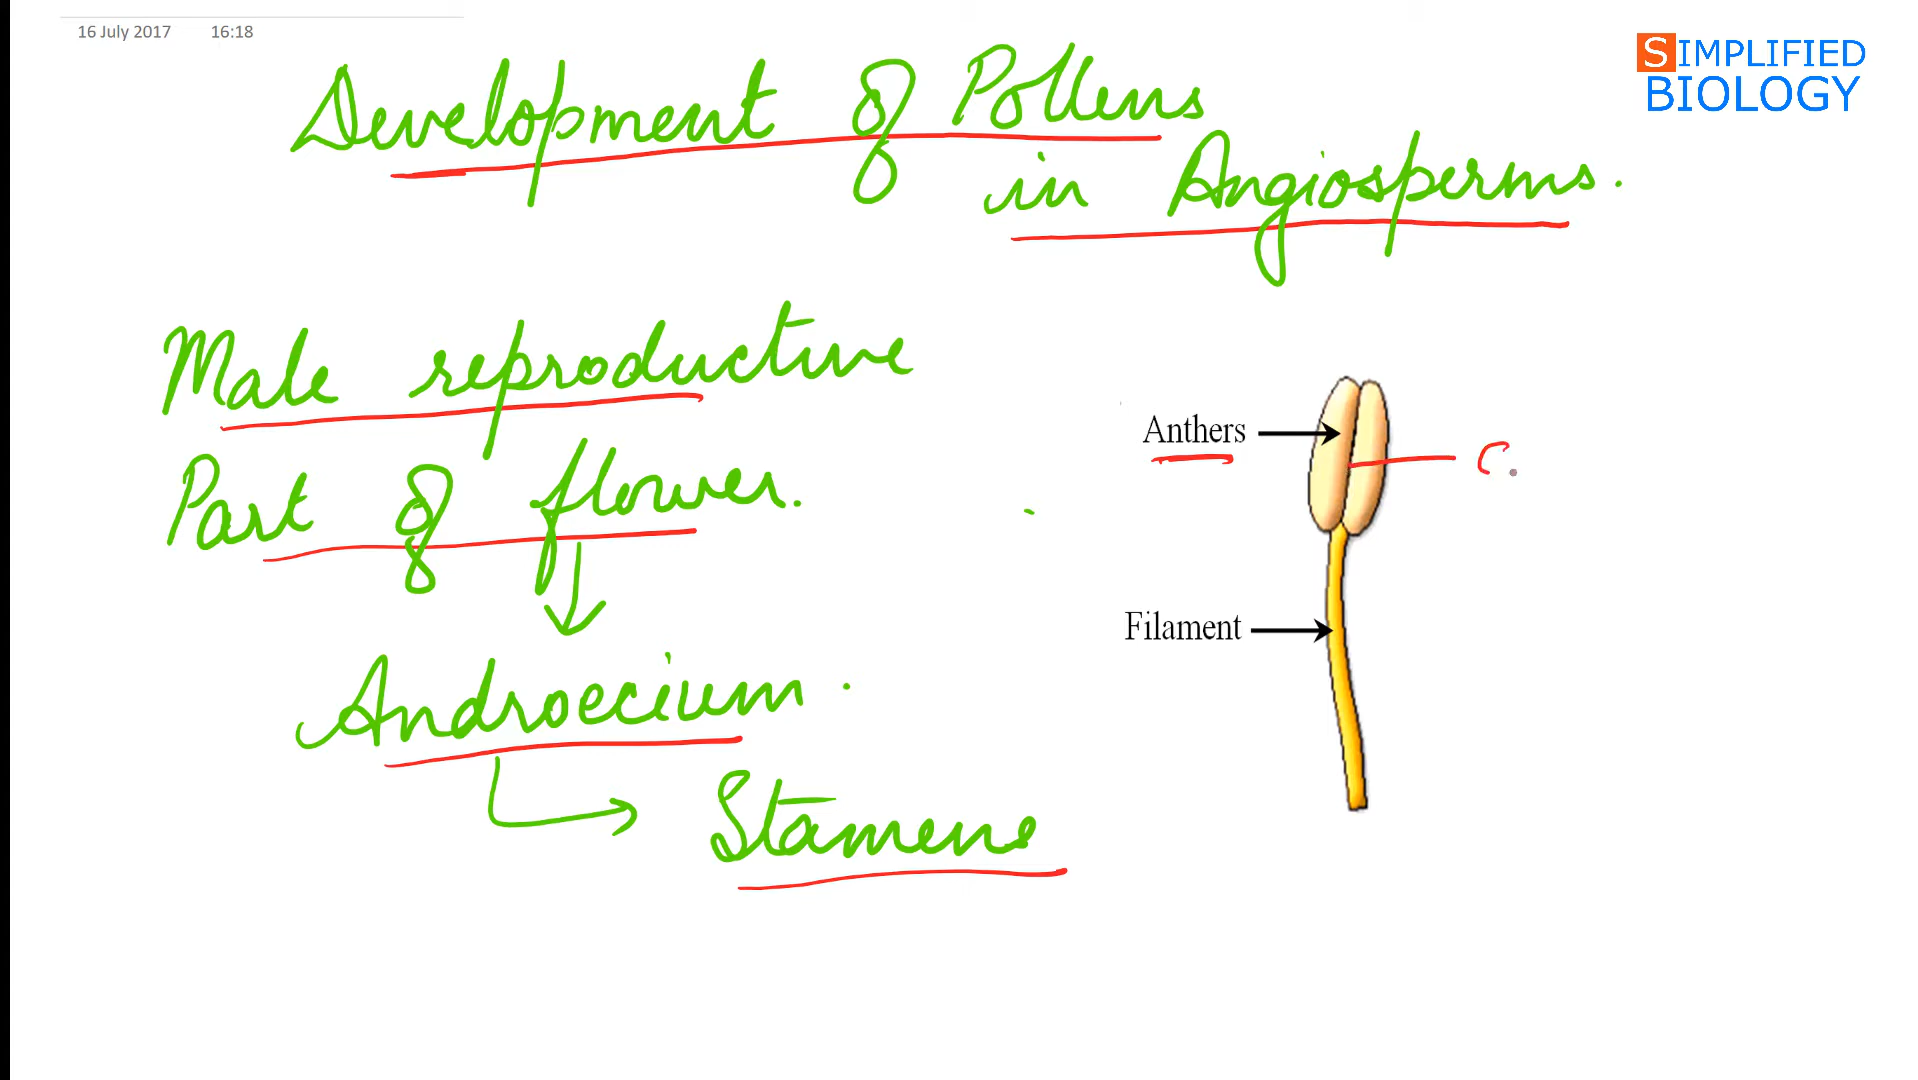 16 July 2017 16:18
SIMPLIFIED
BIOLOGY
Development of Pollens
in Angiosperms.
Male reproductive
Part of flower.
Androecium.
Stamens
Anthers
C
Filament